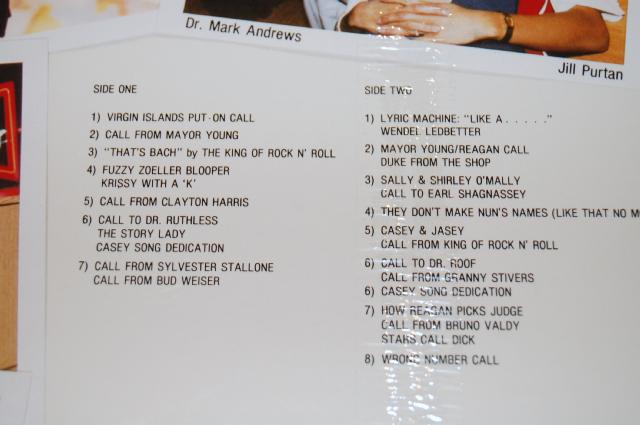 Dr. Mark Andrews
Jill Purtan
SIDE ONE
1) VIRGIN ISLANDS PUT-ON CALL
2) CALL FROM MAYOR YOUNG
3) "THAT'S BACH" by THE KING OF ROCK N' ROLL
4) FUZZY ZOELLER BLOOPER
KRISSY WITH A 'K'
5) CALL FROM CLAYTON HARRIS
6) CALL TO DR. RUTHLESS
THE STORY LADY
CASEY SONG DEDICATION
7) CALL FROM SYLVESTER STALLONE
CALL FROM BUD WEISER
SIDE TWO
1) LYRIC MACHINE: "LIKE A . . . . ."
WENDEL LEDBETTER
2) MAYOR YOUNG/REAGAN CALL
DUKE FROM THE SHOP
3) SALLY & SHIRLEY O'MALLY
CALL TO EARL SHAGNASSEY
4) THEY DON'T MAKE NUN'S NAMES (LIKE THAT NO M
5) CASEY & JASEY
CALL FROM KING OF ROCK N' ROLL
6) CALL TO DR. ROOF
CALL FROM GRANNY STIVERS
6) CASEY SONG DEDICATION
7) HOW REAGAN PICKS JUDGE
CALL FROM BRUNO VALDY
STARS CALL DICK
8) WRONG NUMBER CALL